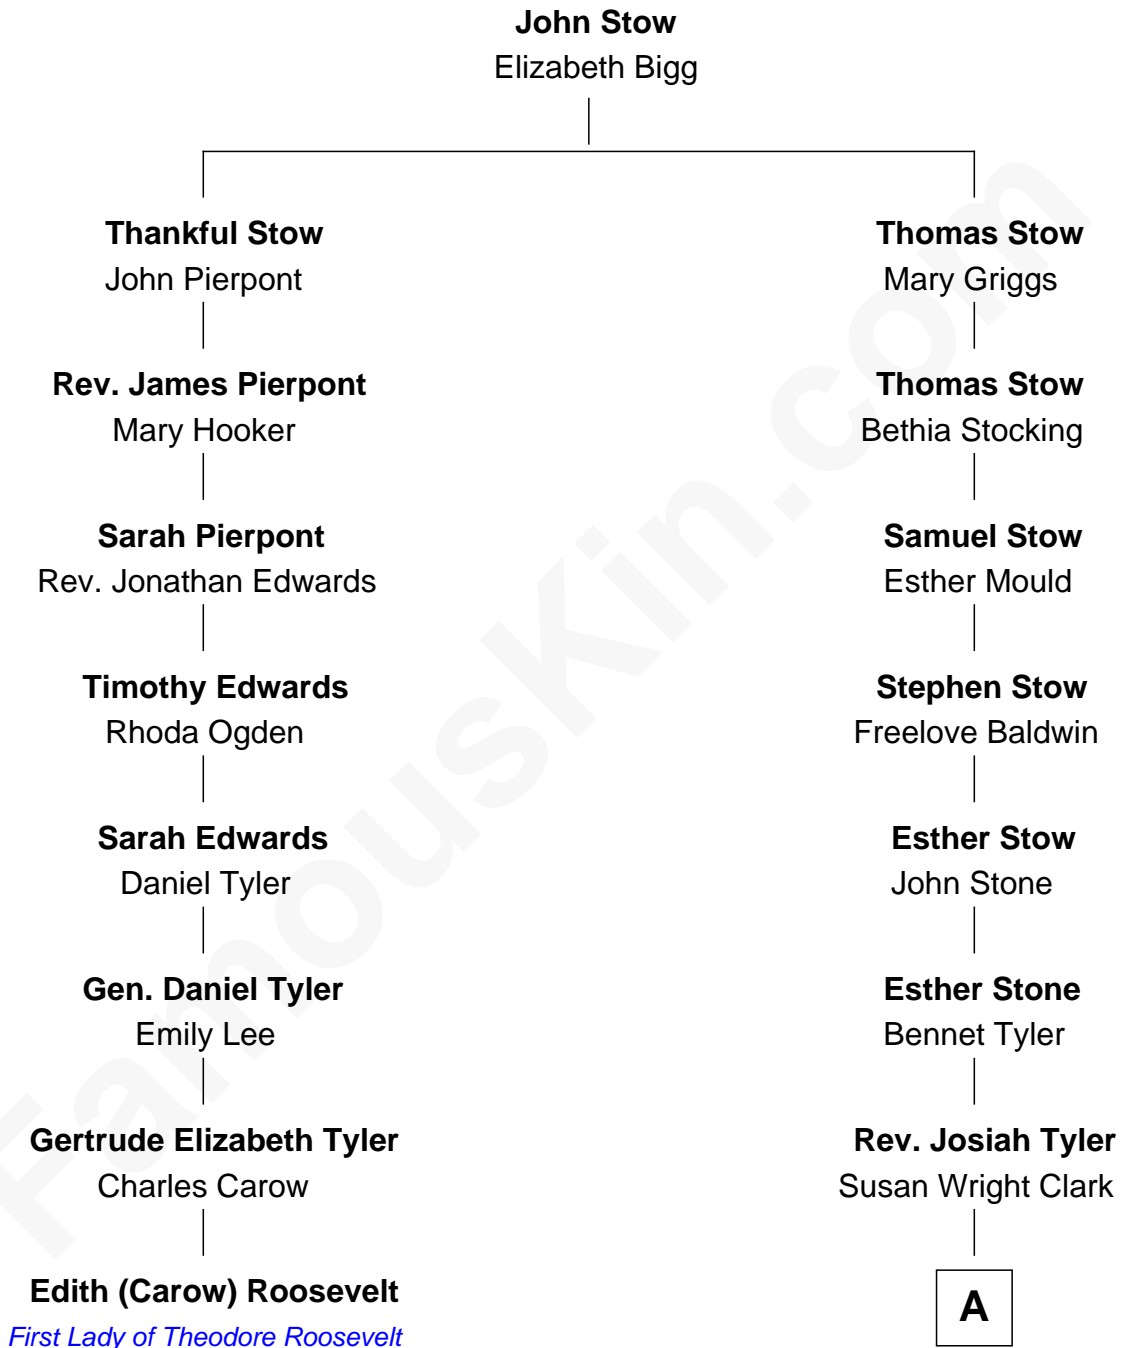 John Stow
Elizabeth Bigg
Thankful Stow
John Pierpont
Thomas Stow
Mary Griggs
Rev. James Pierpont
Mary Hooker
Thomas Stow
Bethia Stocking
Sarah Pierpont
Rev. Jonathan Edwards
Samuel Stow
Esther Mould
Timothy Edwards
Rhoda Ogden
Stephen Stow
Freelove Baldwin
Sarah Edwards
Daniel Tyler
Esther Stow
John Stone
Gen. Daniel Tyler
Emily Lee
Esther Stone
Bennet Tyler
Gertrude Elizabeth Tyler
Charles Carow
Rev. Josiah Tyler
Susan Wright Clark
Edith (Carow) Roosevelt
First Lady of Theodore Roosevelt
A
FamousKin.com